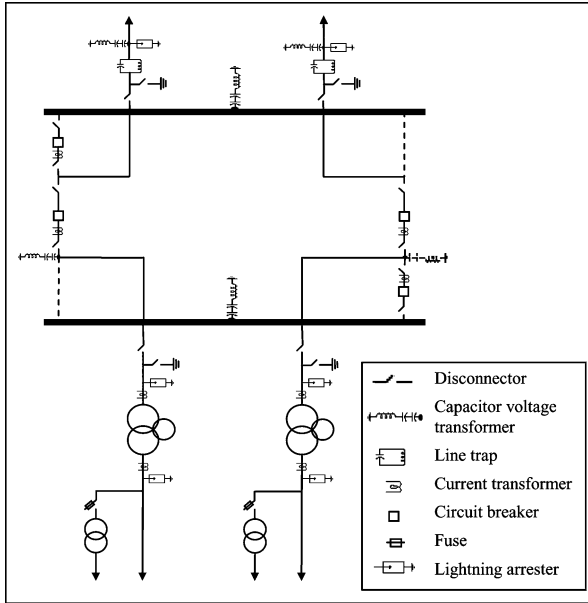 Disconnector
Capacitor voltage
transformer
Line trap
Current transformer
Circuit breaker
Fuse
Lightning arrester